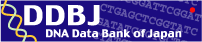 DDBJ
DNA Data Bank of Japan